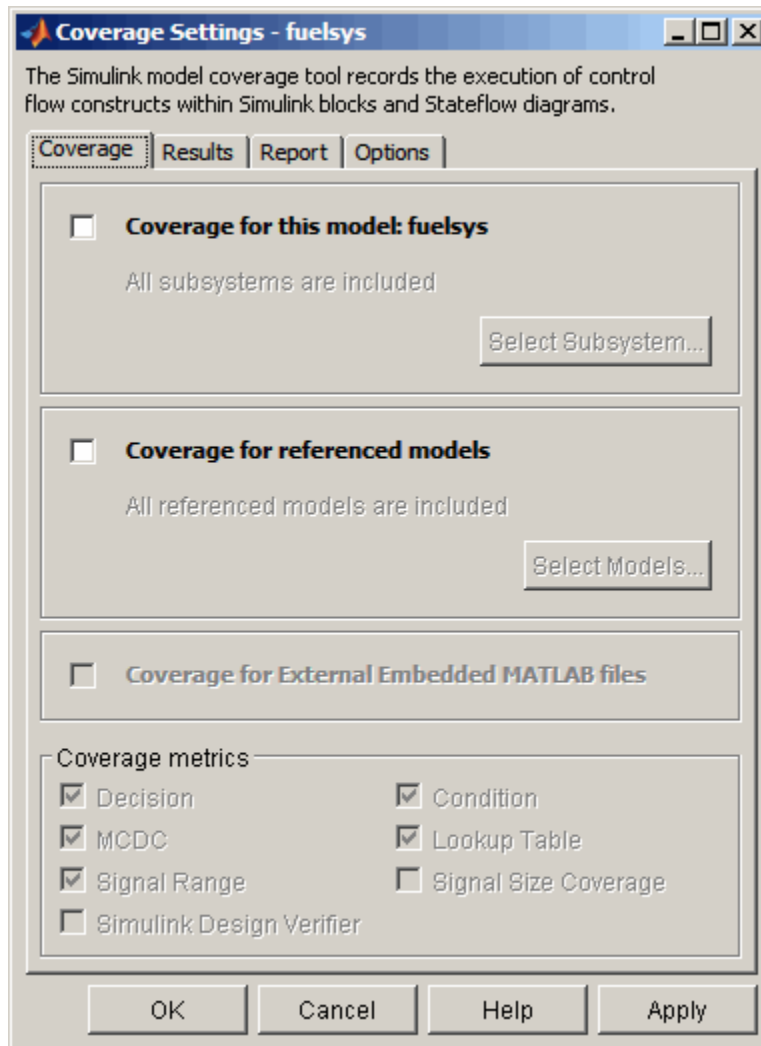 Coverage Settings - fuelsys
The Simulink model coverage tool records the execution of control
flow constructs within Simulink blocks and Stateflow diagrams.
Coverage Results Report Options
Coverage for this model: fuelsys
All subsystems are included
Select Subsystem...
Coverage for referenced models
All referenced models are included
Select Models...
Coverage for External Embedded MATLAB files
Coverage metrics
Decision Condition
MCDC Lookup Table
Signal Range Signal Size Coverage
Simulink Design Verifier
OK Cancel Help Apply